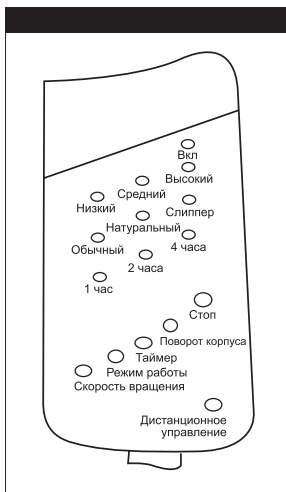 Вкл
Высокий
Средний
Низкий
Слиппер
Натуральный
Обычный
4 часа
2 часа
1 час
Стоп
Поворот корпуса
Таймер
Режим работы
Скорость вращения
Дистанционное
управление